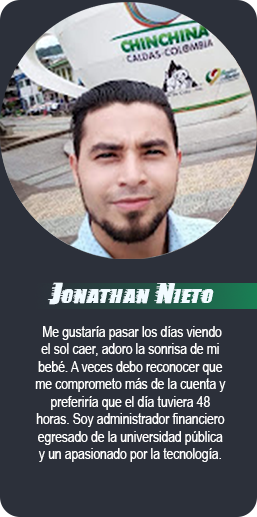 CHINCHINA
CALDAS-COLOMBIA
Jonathan Nieto
Me gustaría pasar los días viendo
el sol caer, adoro la sonrisa de mi
bebé. A veces debo reconocer que
me comprometo más de la cuenta y
preferiría que el día tuviera 48
horas. Soy administrador financiero
egresado de la universidad pública
y un apasionado por la tecnología.